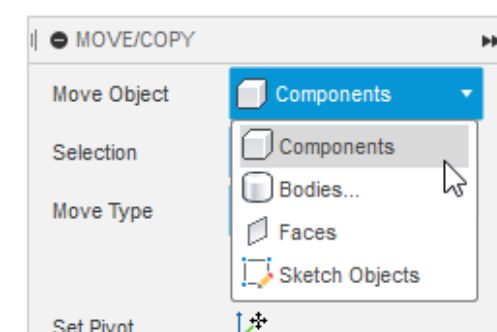 MOVE/COPY
Move Object
Components
Components
Selection
Bodies...
Move Type
Faces
Sketch Objects
Set Pivot